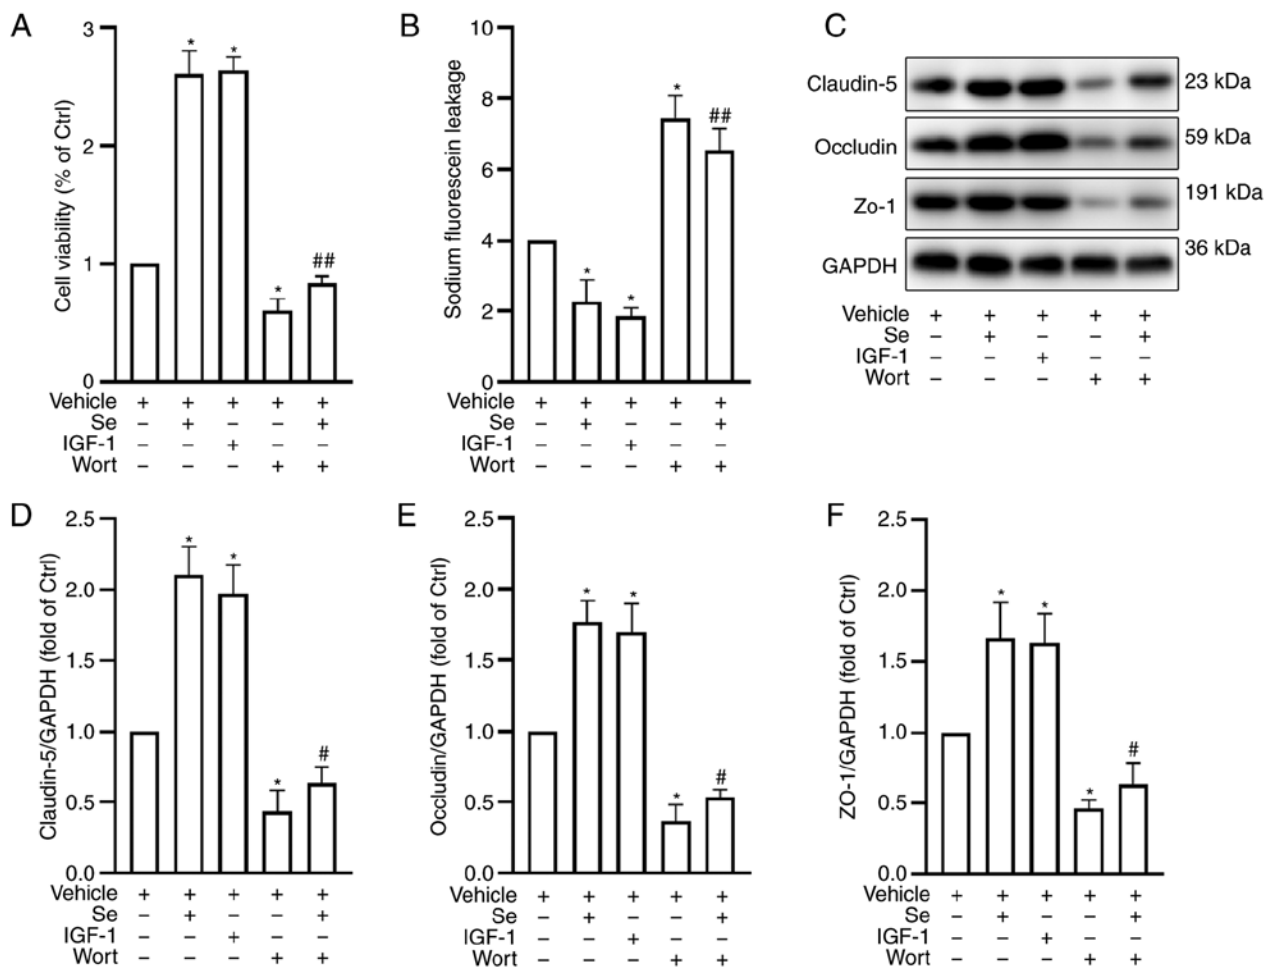 A
Cell viability (% of Ctrl)
3
2
1
0
* * * ##
Vehicle + + + + +
Se – + – – +
IGF-1 – – + – –
Wort – – – + +
B
Sodium fluorescein leakage
10
8
6
4
2
0
* * * ##
Vehicle + + + + +
Se – + – – +
IGF-1 – – + – –
Wort – – – + +
C
Claudin-5 23 kDa
Occludin 59 kDa
Zo-1 191 kDa
GAPDH 36 kDa
Vehicle + + + + +
Se – + – – +
IGF-1 – – + – –
Wort – – – + +
D
Claudin-5/GAPDH (fold of Ctrl)
2.5
2.0
1.5
1.0
0.5
0.0
* * * #
Vehicle + + + + +
Se – + – – +
IGF-1 – – + – –
Wort – – – + +
E
Occludin/GAPDH (fold of Ctrl)
2.5
2.0
1.5
1.0
0.5
0.0
* * * #
Vehicle + + + + +
Se – + – – +
IGF-1 – – + – –
Wort – – – + +
F
ZO-1/GAPDH (fold of Ctrl)
2.5
2.0
1.5
1.0
0.5
0.0
* * * #
Vehicle + + + + +
Se – + – – +
IGF-1 – – + – –
Wort – – – + +